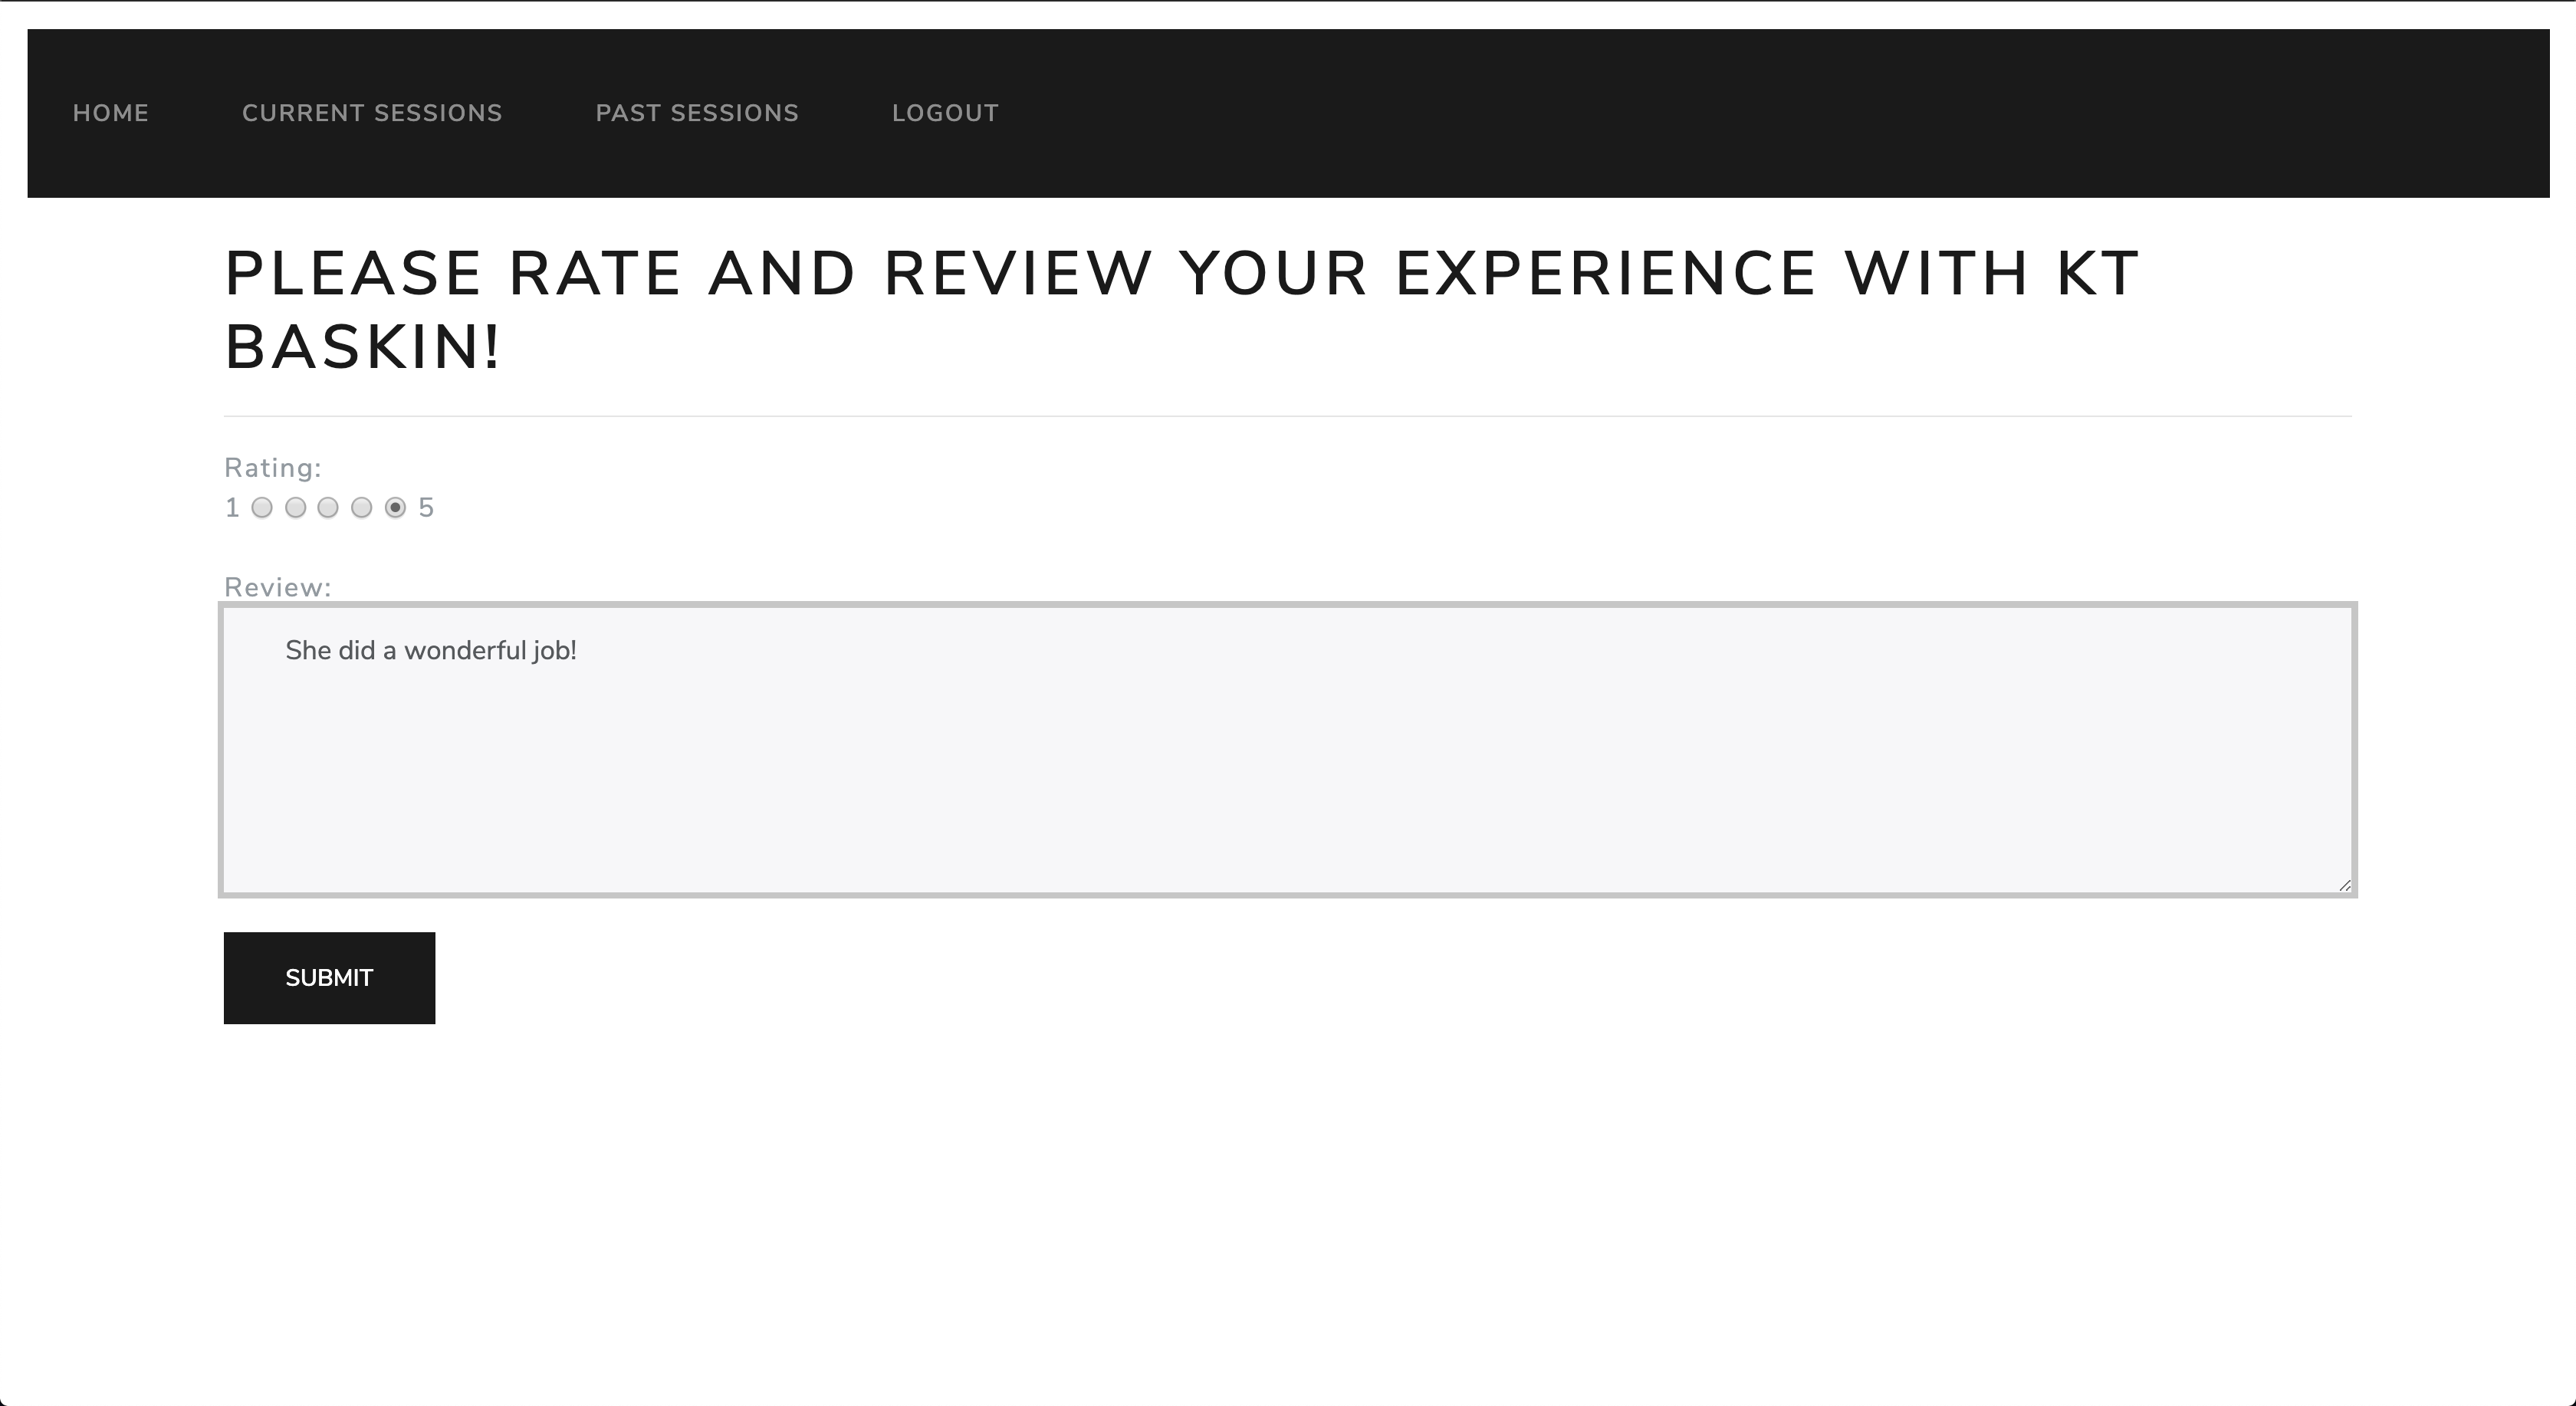 HOME CURRENT SESSIONS PAST SESSIONS LOGOUT
PLEASE RATE AND REVIEW YOUR EXPERIENCE WITH KT
BASKIN!
Rating:
1 5
Review:
She did a wonderful job!
SUBMIT